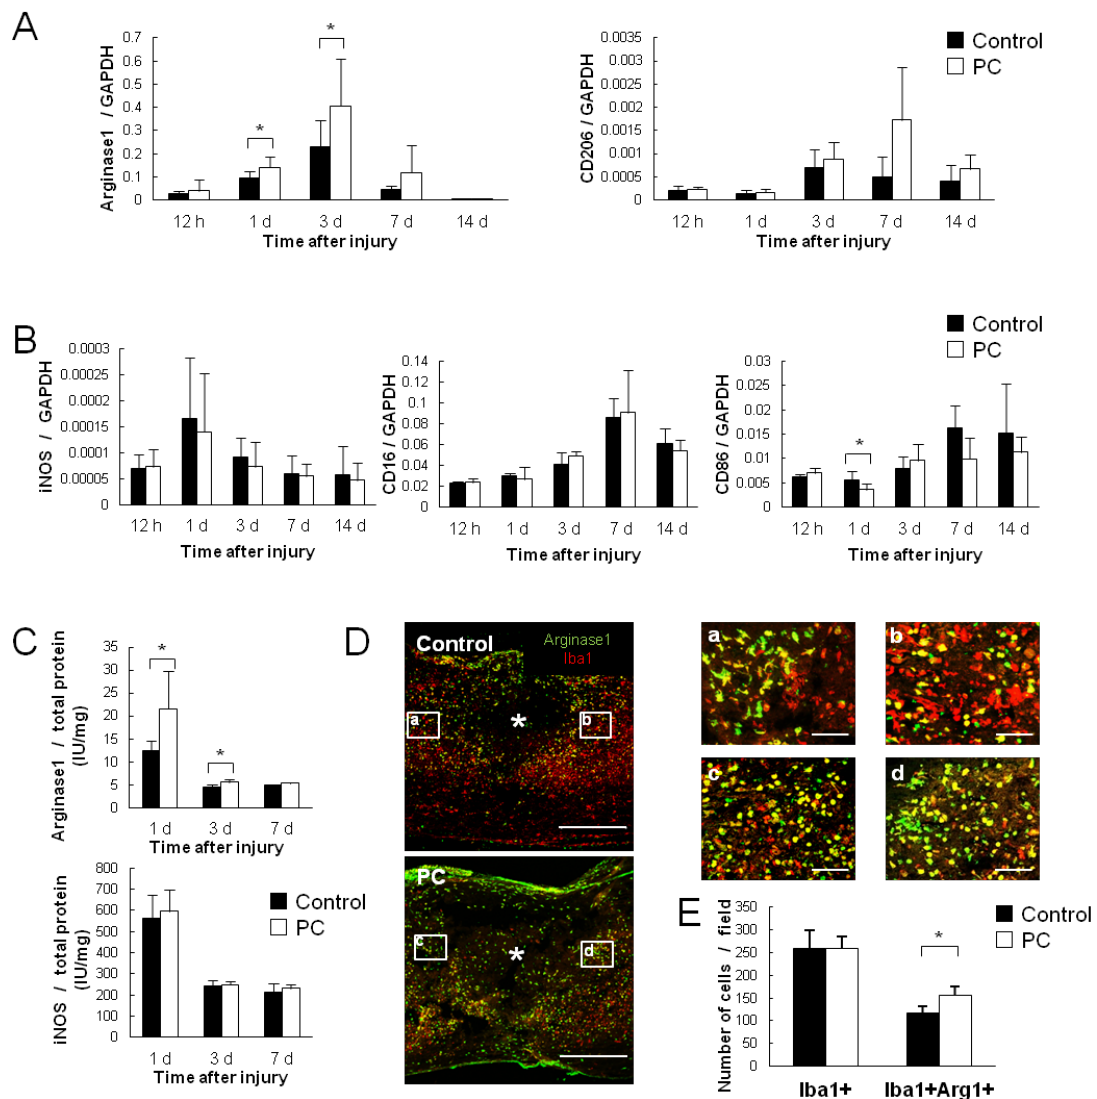 A
Arginase1 / GAPDH
0.7
0.6
0.5
0.4
0.3
0.2
0.1
0
*
*
12 h 1 d 3 d 7 d 14 d
Time after injury
CD206 / GAPDH
0.0035
0.003
0.0025
0.002
0.0015
0.001
0.0005
0
12 h 1 d 3 d 7 d 14 d
Time after injury
Control
PC
B
iNOS / GAPDH
0.0003
0.00025
0.0002
0.00015
0.0001
0.00005
0
12 h 1 d 3 d 7 d 14 d
Time after injury
CD16 / GAPDH
0.14
0.12
0.1
0.08
0.06
0.04
0.02
0
12 h 1 d 3 d 7 d 14 d
Time after injury
CD86 / GAPDH
0.03
0.025
0.02
0.015
0.01
0.005
0
*
12 h 1 d 3 d 7 d 14 d
Time after injury
Control
PC
C
Arginase1 / total protein
(IU/mg)
35
30
25
20
15
10
5
0
*
*
1 d 3 d 7 d
Time after injury
iNOS / total protein
(IU/mg)
800
700
600
500
400
300
200
100
0
1 d 3 d 7 d
Time after injury
Control
PC
D
Control
Arginase1
Iba1
a
*
b
PC
c
*
d
a
b
c
d
E
Number of cells / field
350
300
250
200
150
100
50
0
*
Iba1+ Iba1+Arg1+
Control
PC